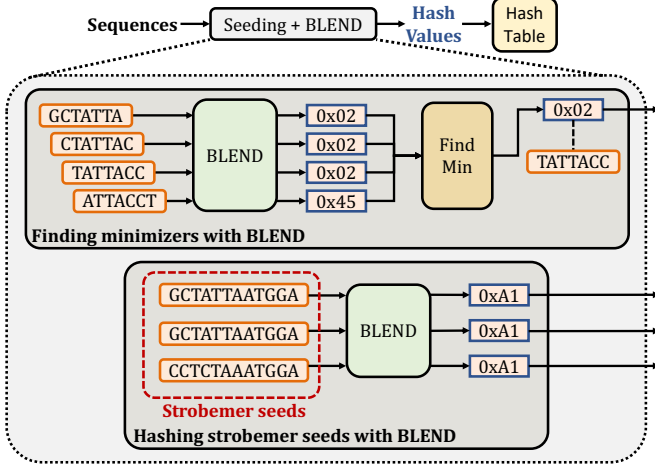 Sequences
Seeding + BLEND
Hash
Values
Hash
Table
GCTATTA
CTATTAC
TATTACC
ATTACCT
BLEND
0x02
0x02
0x02
0x45
Find
Min
0x02
TATTACC
Finding minimizers with BLEND
GCTATTAATGGA
GCTATTAATGGA
CCTCTAAATGGA
BLEND
0xA1
0xA1
0xA1
Strobemer seeds
Hashing strobemer seeds with BLEND